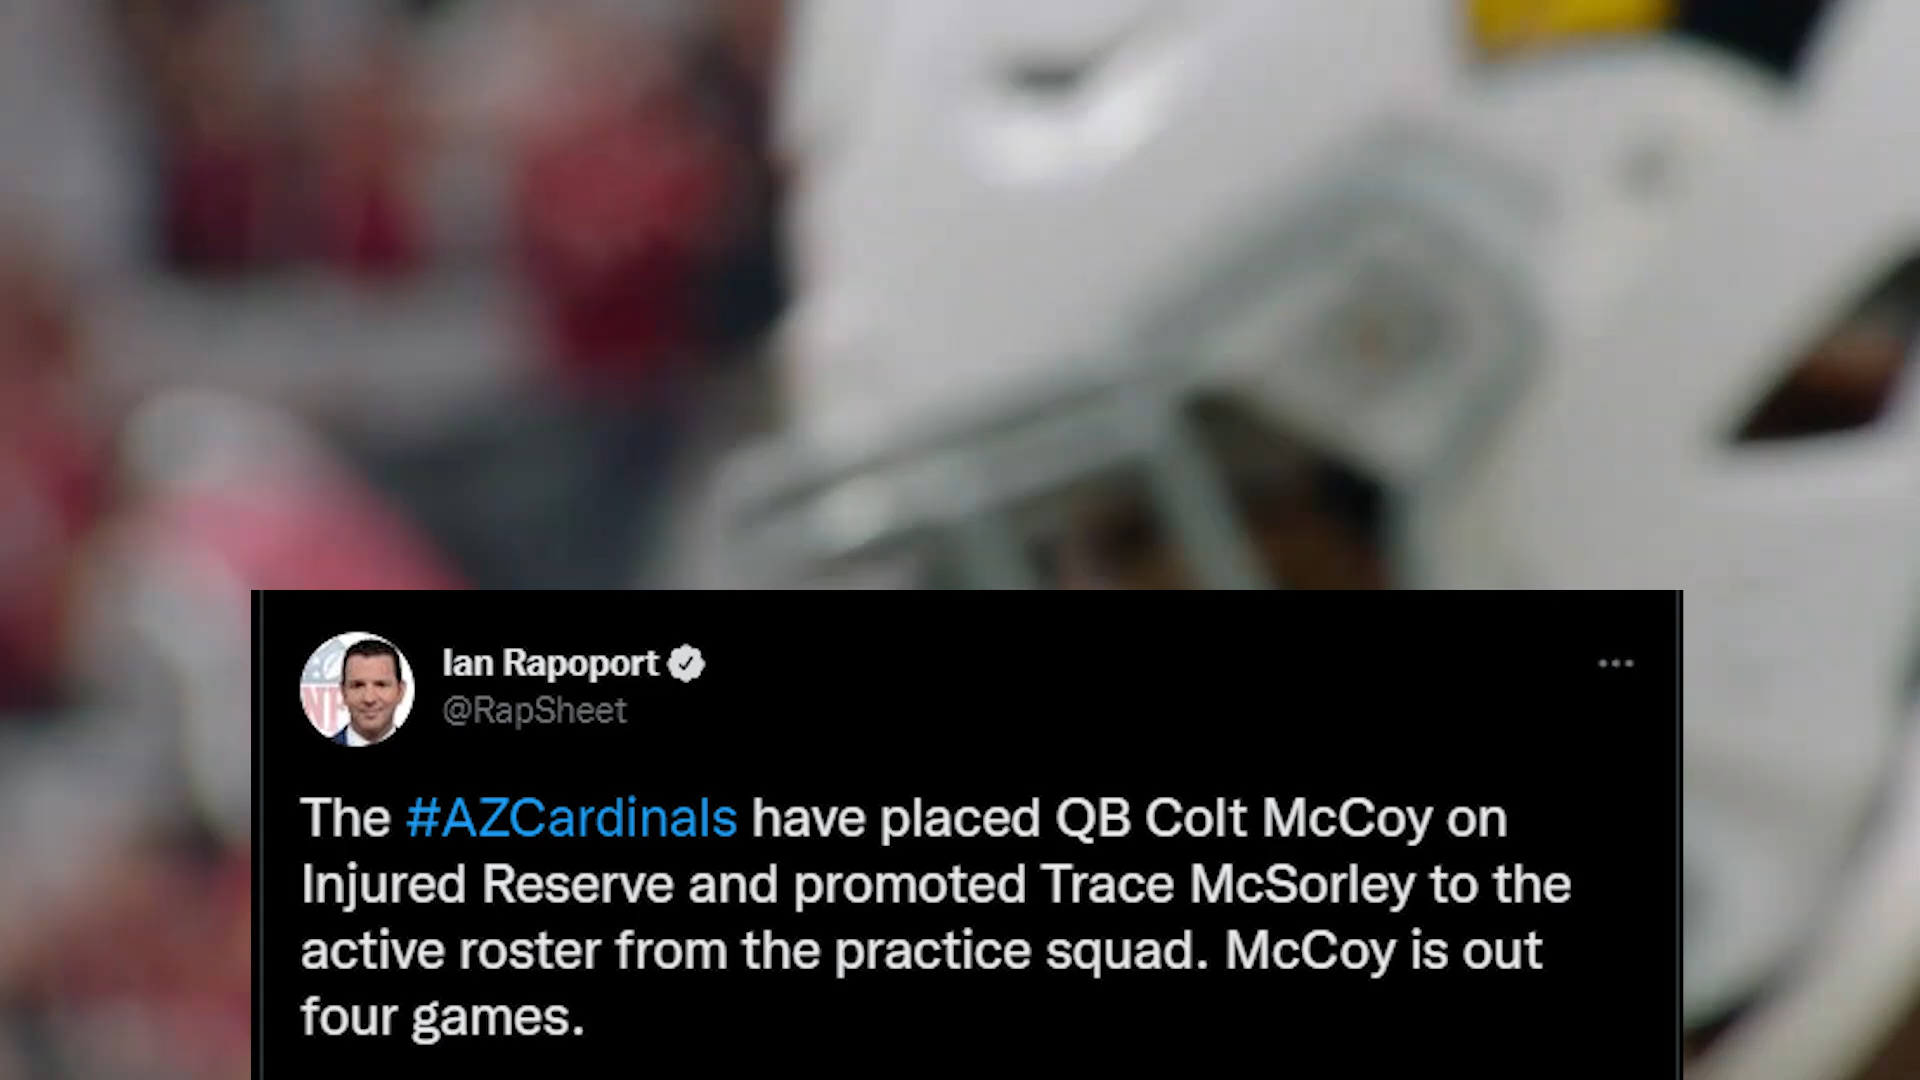 Ian Rapoport
@RapSheet
The #AZCardinals have placed QB Colt McCoy on
Injured Reserve and promoted Trace McSorley to the
active roster from the practice squad. McCoy is out
four games.